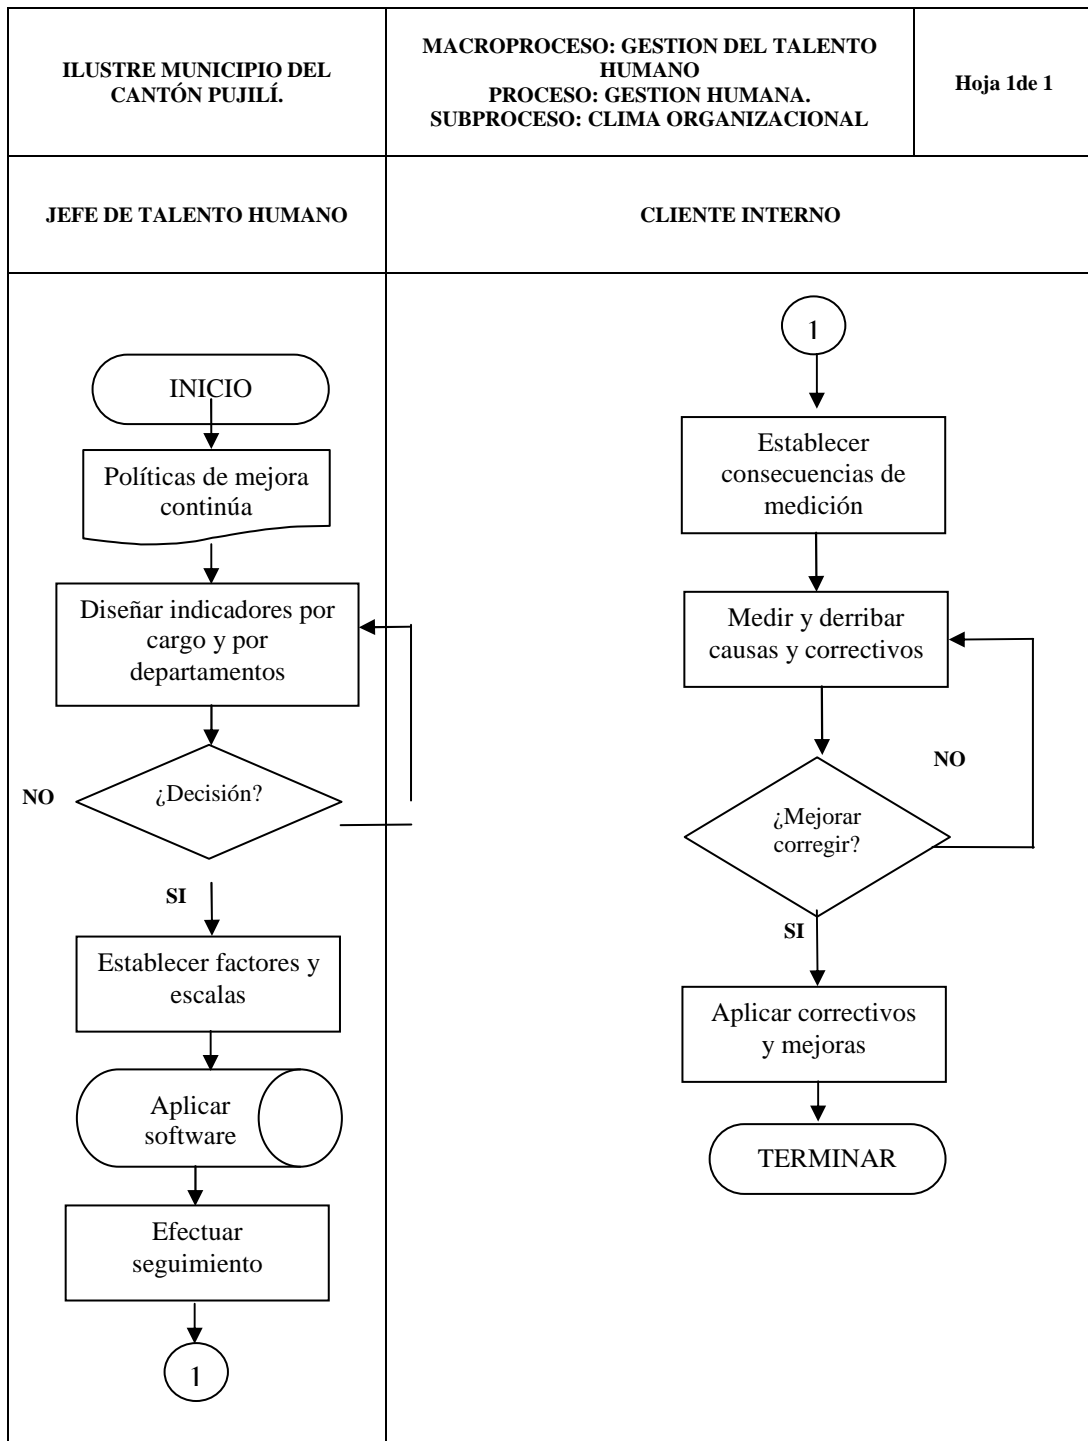 ILUSTRE MUNICIPIO DEL
CANTÓN PUJILÍ.
MACROPROCESO: GESTION DEL TALENTO
HUMANO
PROCESO: GESTION HUMANA.
SUBPROCESO: CLIMA ORGANIZACIONAL
Hoja 1de 1
JEFE DE TALENTO HUMANO
CLIENTE INTERNO
INICIO
Políticas de mejora
continúa
Diseñar indicadores por
cargo y por
departamentos
¿Decisión?
NO
SI
Establecer factores y
escalas
Aplicar
software
Efectuar
seguimiento
1
1
Establecer
consecuencias de
medición
Medir y derribar
causas y correctivos
NO
¿Mejorar
corregir?
SI
Aplicar correctivos
y mejoras
TERMINAR